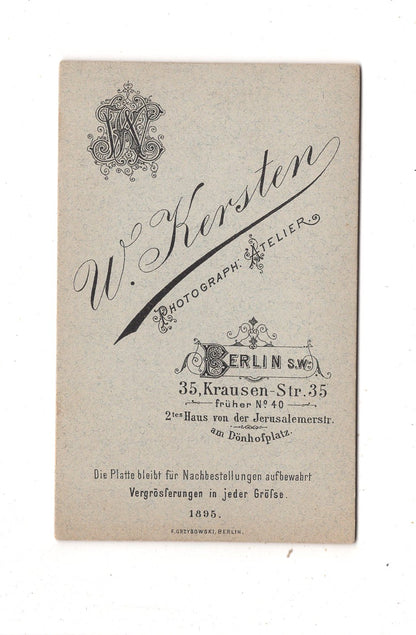 WK
W. Kersten
PHOTOGRAPH. ATELIER.
BERLIN S.W.
35, Krausen-Str. 35
früher Nº 40
2tes Haus von der Jerusalemerstr.
am Dönhofplatz.
Die Platte bleibt für Nachbestellungen aufbewahrt
Vergrösserungen in jeder Gröſse.
1895.
F. GRZYBOWSKI, BERLIN.